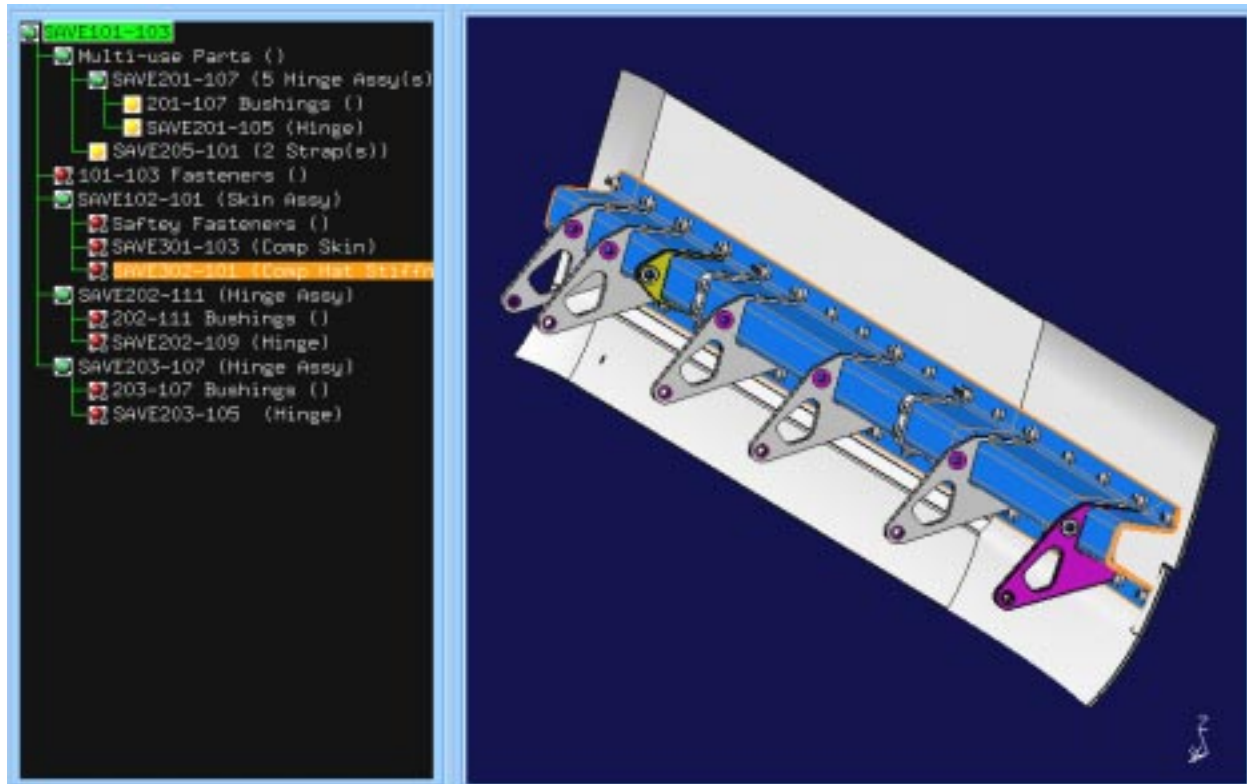 SAVE101-103
Multi-use Parts ()
SAVE201-107 (5 Hinge Assy(s)
201-107 Bushings ()
SAVE201-105 (Hinge)
SAVE205-101 (2 Strap(s))
101-103 Fasteners ()
SAVE102-101 (Skin Assy)
Saftey Fasteners ()
SAVE301-103 (Comp Skin)
SAVE302-101 (Comp Hat Stiffn
SAVE202-111 (Hinge Assy)
202-111 Bushings ()
SAVE202-109 (Hinge)
SAVE203-107 (Hinge Assy)
203-107 Bushings ()
SAVE203-105 (Hinge)